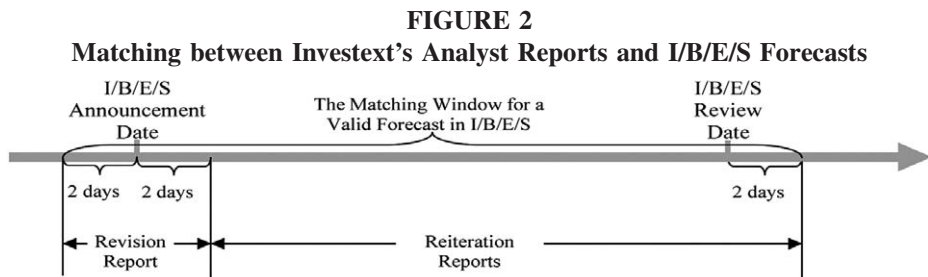 FIGURE 2
Matching between Investext's Analyst Reports and I/B/E/S Forecasts
I/B/E/S
Announcement
Date
The Matching Window for a
Valid Forecast in I/B/E/S
I/B/E/S
Review
Date
2 days
2 days
2 days
Revision
Report
Reiteration
Reports